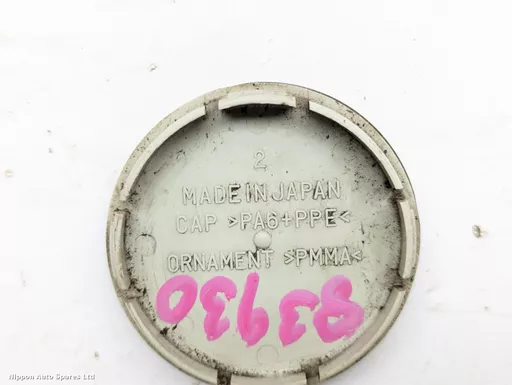 2
MADE IN JAPAN
CAP >PA6+PPE<
ORNAMENT >PMMA<
83930
Nippon Auto Spares Ltd